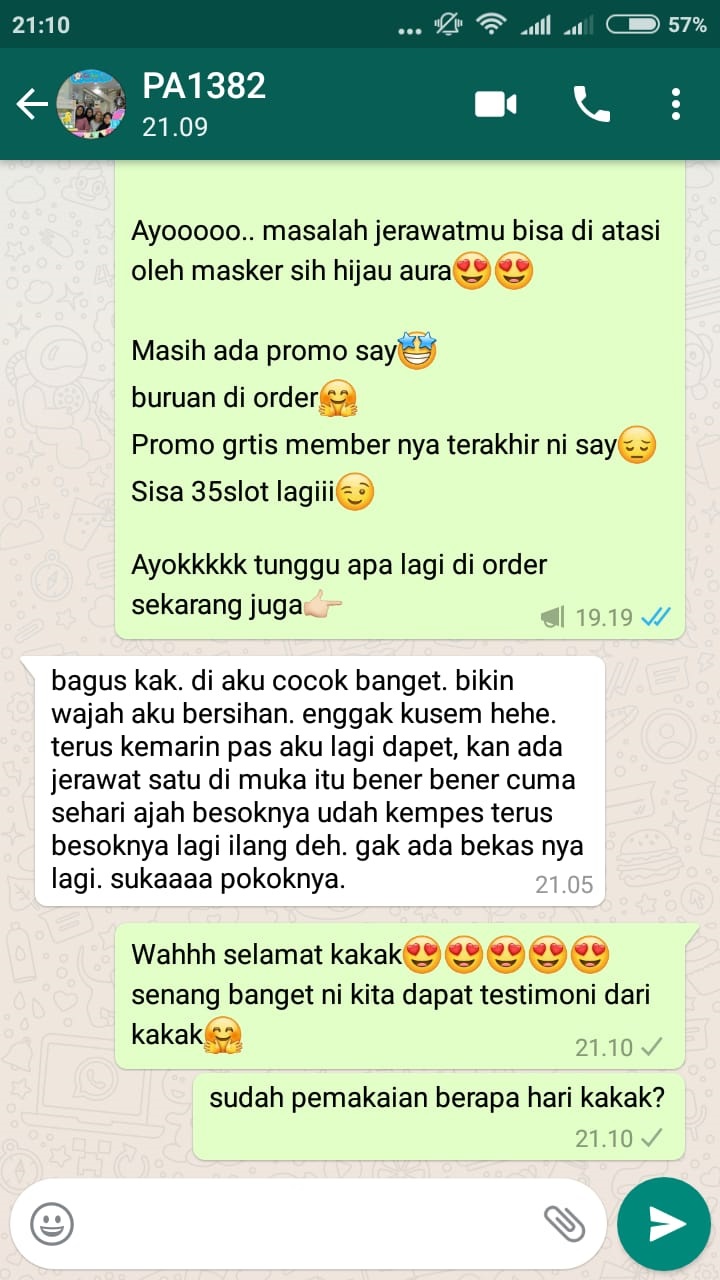 21:10
... 57%
PA1382
21.09
Ayooooo.. masalah jerawatmu bisa di atasi
oleh masker sih hijau aura😍😍
Masih ada promo say🤩
buruan di order🤗
Promo grtis member nya terakhir ni say😔
Sisa 35slot lagiii😉
Ayokkkkk tunggu apa lagi di order
sekarang juga👉🏻
19.19
bagus kak. di aku cocok banget. bikin
wajah aku bersihan. enggak kusem hehe.
terus kemarin pas aku lagi dapet, kan ada
jerawat satu di muka itu bener bener cuma
sehari ajah besoknya udah kempes terus
besoknya lagi ilang deh. gak ada bekas nya
lagi. sukaaaa pokoknya.
21.05
Wahhh selamat kakak😍😍😍😍😍
senang banget ni kita dapat testimoni dari
kakak🤗
21.10
sudah pemakaian berapa hari kakak?
21.10